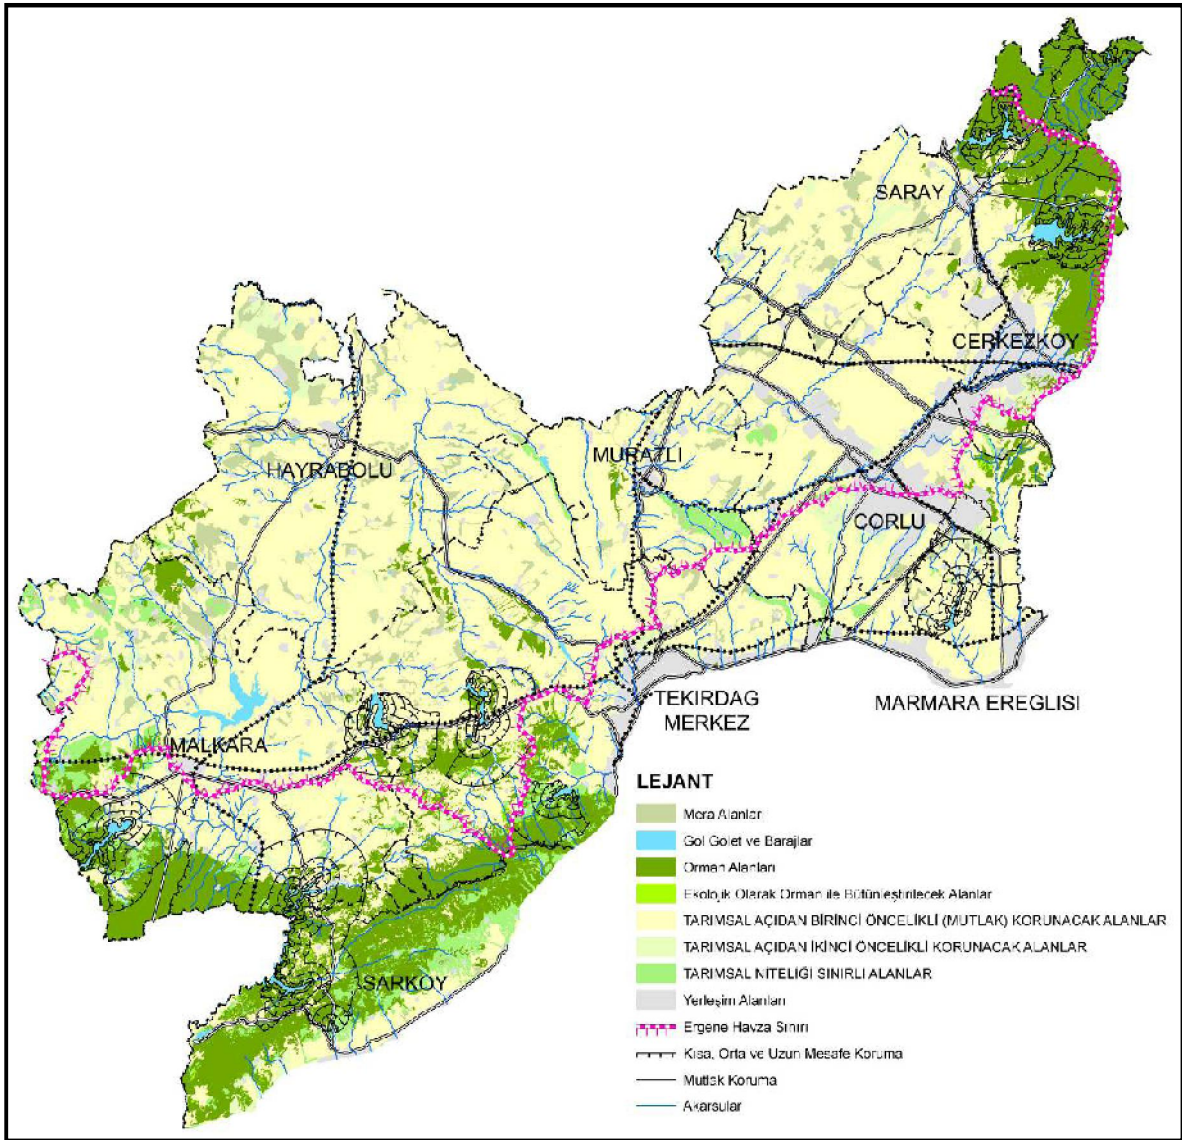 SARAY
CERKEZKOY
MURATLI
HAYRABOLU
CORLU
TEKIRDAG
MERKEZ
MARMARA EREGLISI
MALKARA
SARKOY
LEJANT
Mera Alanlar
Gol Golet ve Barajlar
Orman Alanları
Ekolojik Olarak Orman ile Bütünleştirilecek Alanlar
TARIMSAL AÇIDAN BİRİNCİ ÖNCELİKLİ (MUTLAK) KORUNACAK ALANLAR
TARIMSAL AÇIDAN İKİNCİ ÖNCELİKLİ KORUNACAK ALANLAR
TARIMSAL NİTELİĞİ SINIRLI ALANLAR
Yerleşim Alanları
Ergene Havza Sınırı
Kısa, Orta ve Uzun Mesafe Koruma
Mutlak Koruma
Akarsular